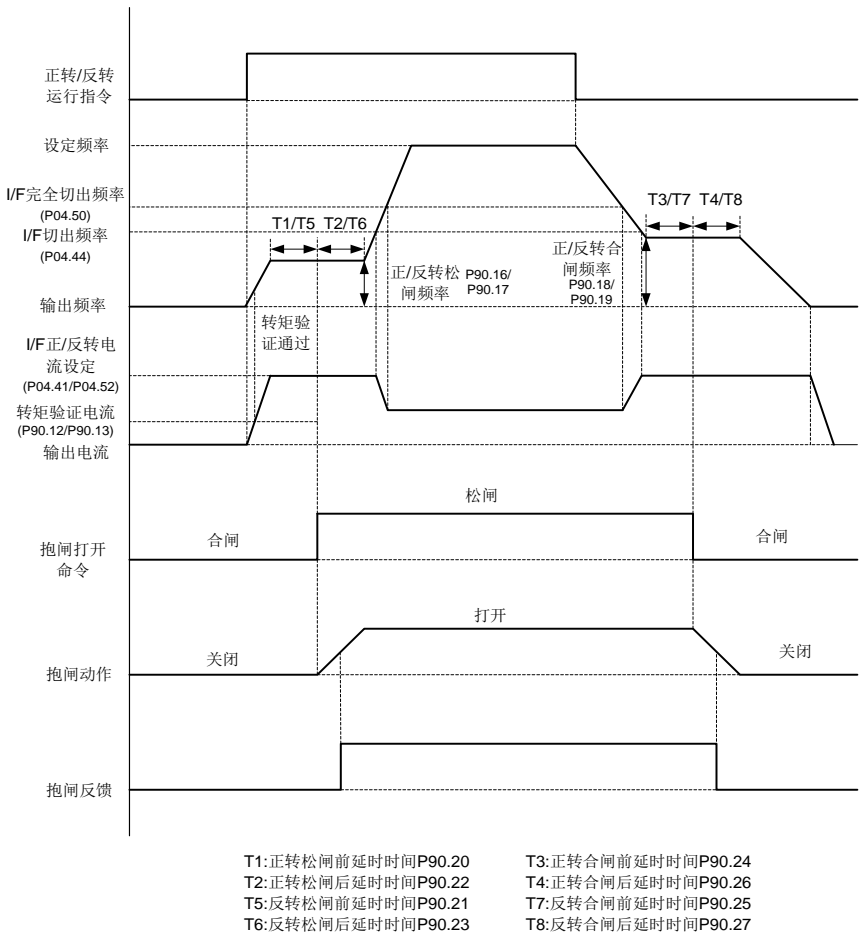 正转/反转
运行指令
设定频率
I/F完全切出频率
(P04.50)
I/F切出频率
(P04.44)
T1/T5
T2/T6
T3/T7
T4/T8
正/反转松
闸频率
P90.16/
P90.17
正/反转合
闸频率
P90.18/
P90.19
输出频率
转矩验
证通过
I/F正/反转电
流设定
(P04.41/P04.52)
转矩验证电流
(P90.12/P90.13)
输出电流
松闸
合闸
合闸
抱闸打开
命令
打开
关闭
关闭
抱闸动作
抱闸反馈
T1:正转松闸前延时时间P90.20
T2:正转松闸后延时时间P90.22
T5:反转松闸前延时时间P90.21
T6:反转松闸后延时时间P90.23
T3:正转合闸前延时时间P90.24
T4:正转合闸后延时时间P90.26
T7:反转合闸前延时时间P90.25
T8:反转合闸后延时时间P90.27